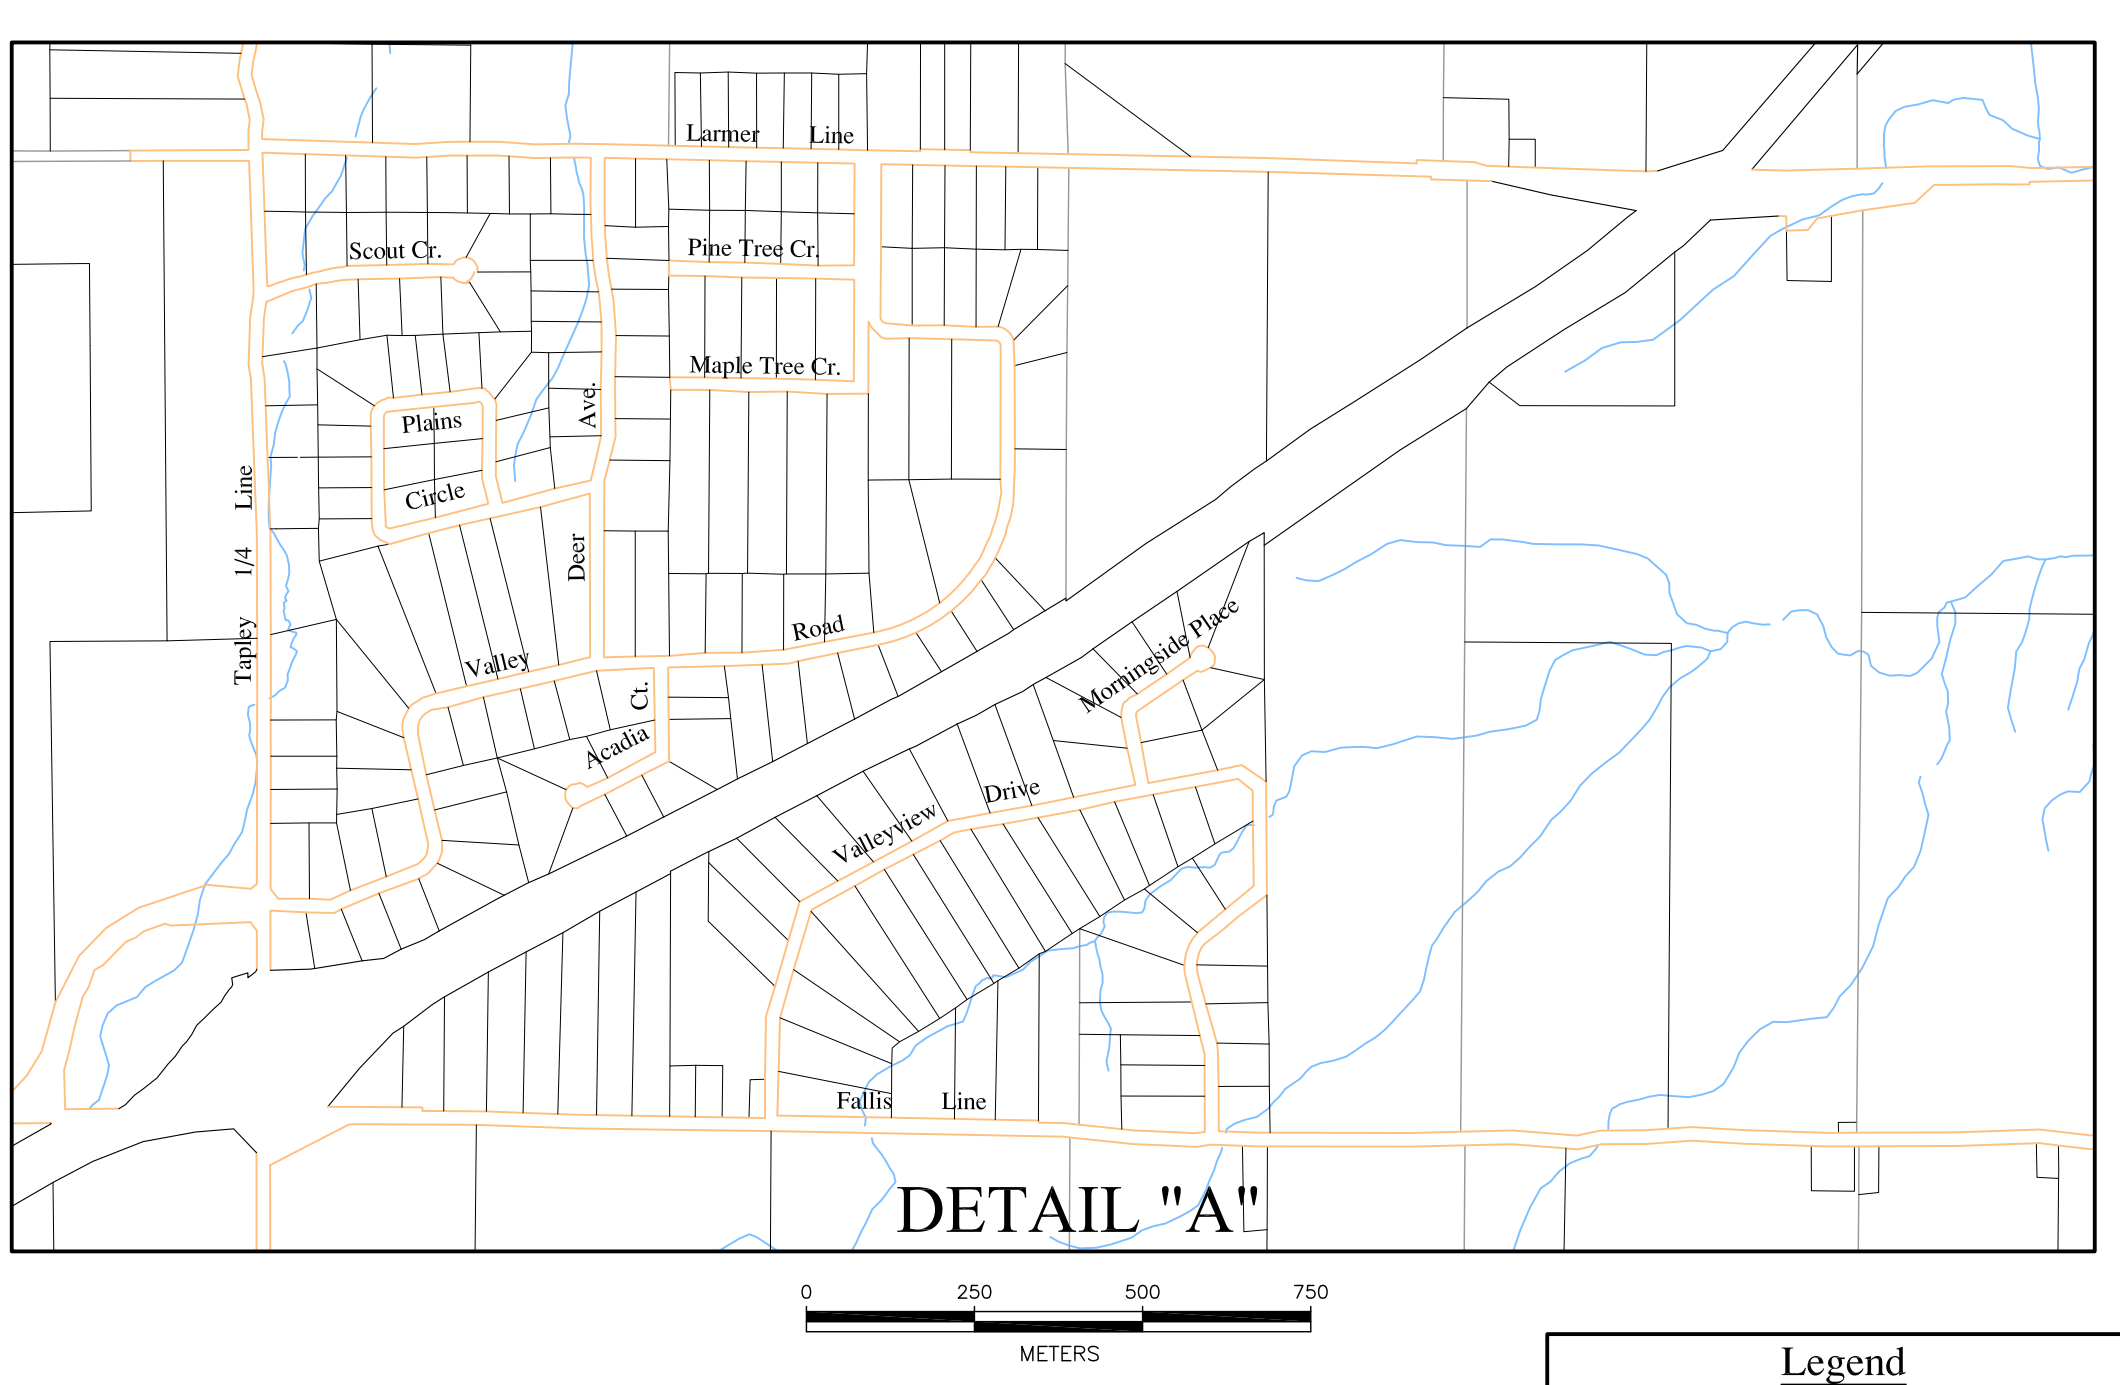 Larmer Line
Scout Cr.
Pine Tree Cr.
Maple Tree Cr.
Plains
Circle
Deer Ave.
Tapley 1/4 Line
Valley Road
Acadia Ct.
Morningside Place
Valleyview Drive
Fallis Line
DETAIL "A"
0 250 500 750
METERS
Legend